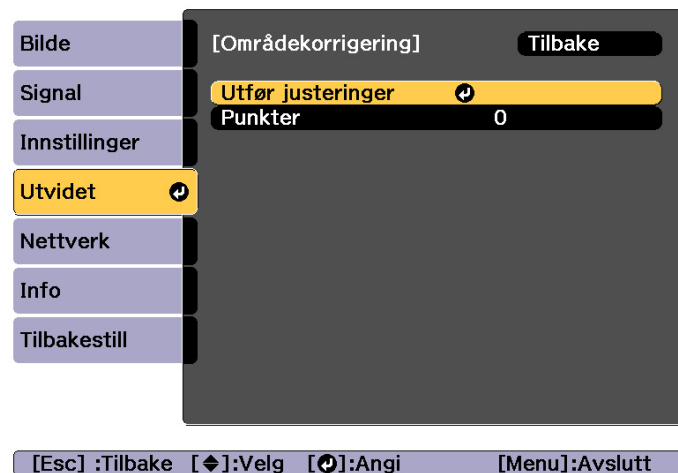 Bilde
Signal
Innstillinger
Utvidet
Nettverk
Info
Tilbakestill
[Områdekorrigering] Tilbake
Utfør justeringer
Punkter 0
[Esc] :Tilbake [◆]:Velg [↵]:Angi [Menu]:Avslutt